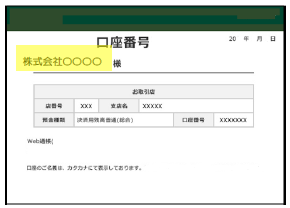 口座番号
20 年 月 日
株式会社〇〇〇〇 様
お取引店
店番号 XXX 支店名 XXXXX
預金種類 決済用普通(総合) 口座番号 XXXXXXX
Web通帳(
口座のご名義は、カタカナにて表示しております。